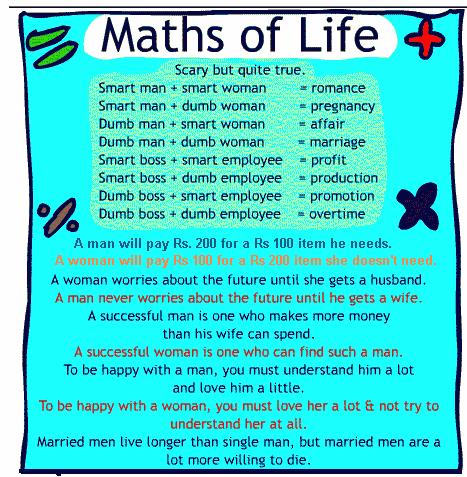 Maths of Life
Scary but quite true.
Smart man + smart woman = romance
Smart man + dumb woman = pregnancy
Dumb man + smart woman = affair
Dumb man + dumb woman = marriage
Smart boss + smart employee = profit
Smart boss + dumb employee = production
Dumb boss + smart employee = promotion
Dumb boss + dumb employee = overtime
A man will pay Rs. 200 for a Rs 100 item he needs.
A woman will pay Rs 100 for a Rs 200 item she doesn't need.
A woman worries about the future until she gets a husband.
A man never worries about the future until he gets a wife.
A successful man is one who makes more money
than his wife can spend.
A successful woman is one who can find such a man.
To be happy with a man, you must understand him a lot
and love him a little.
To be happy with a woman, you must love her a lot & not try to
understand her at all.
Married men live longer than single man, but married men are a
lot more willing to die.